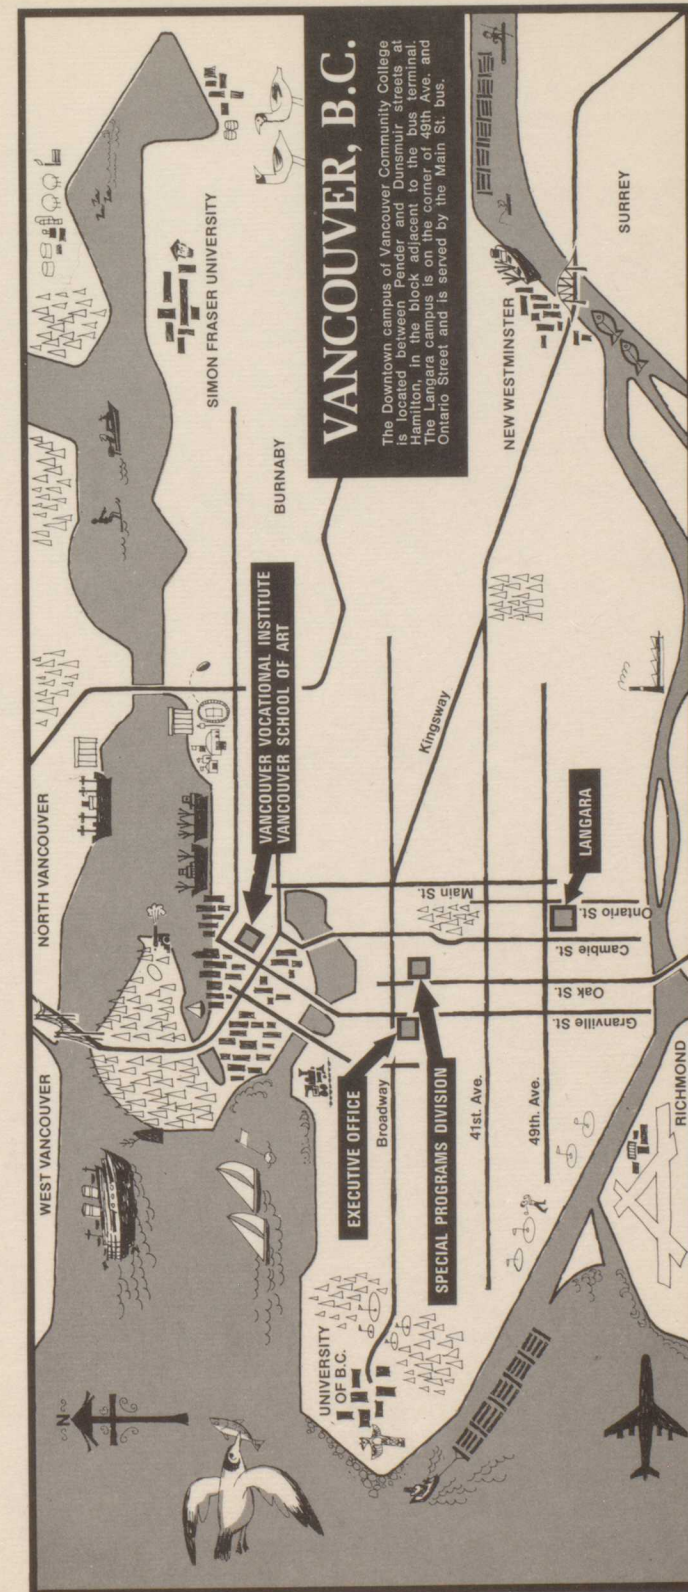 VANCOUVER, B.C.
The Downtown campus of Vancouver Community College
is located between Pender and Dunsmuir streets at
Hamilton, in the block adjacent to the bus terminal.
The Langara campus is on the corner of 49th Ave. and
Ontario Street and is served by the Main St. bus.
N
WEST VANCOUVER
NORTH VANCOUVER
SIMON FRASER UNIVERSITY
BURNABY
VANCOUVER VOCATIONAL INSTITUTE
VANCOUVER SCHOOL OF ART
UNIVERSITY
OF B.C.
EXECUTIVE OFFICE
Broadway
SPECIAL PROGRAMS DIVISION
41st. Ave.
49th. Ave.
Kingsway
Main St.
Ontario St.
Cambie St.
Oak St.
Granville St.
LANGARA
NEW WESTMINSTER
SURREY
RICHMOND